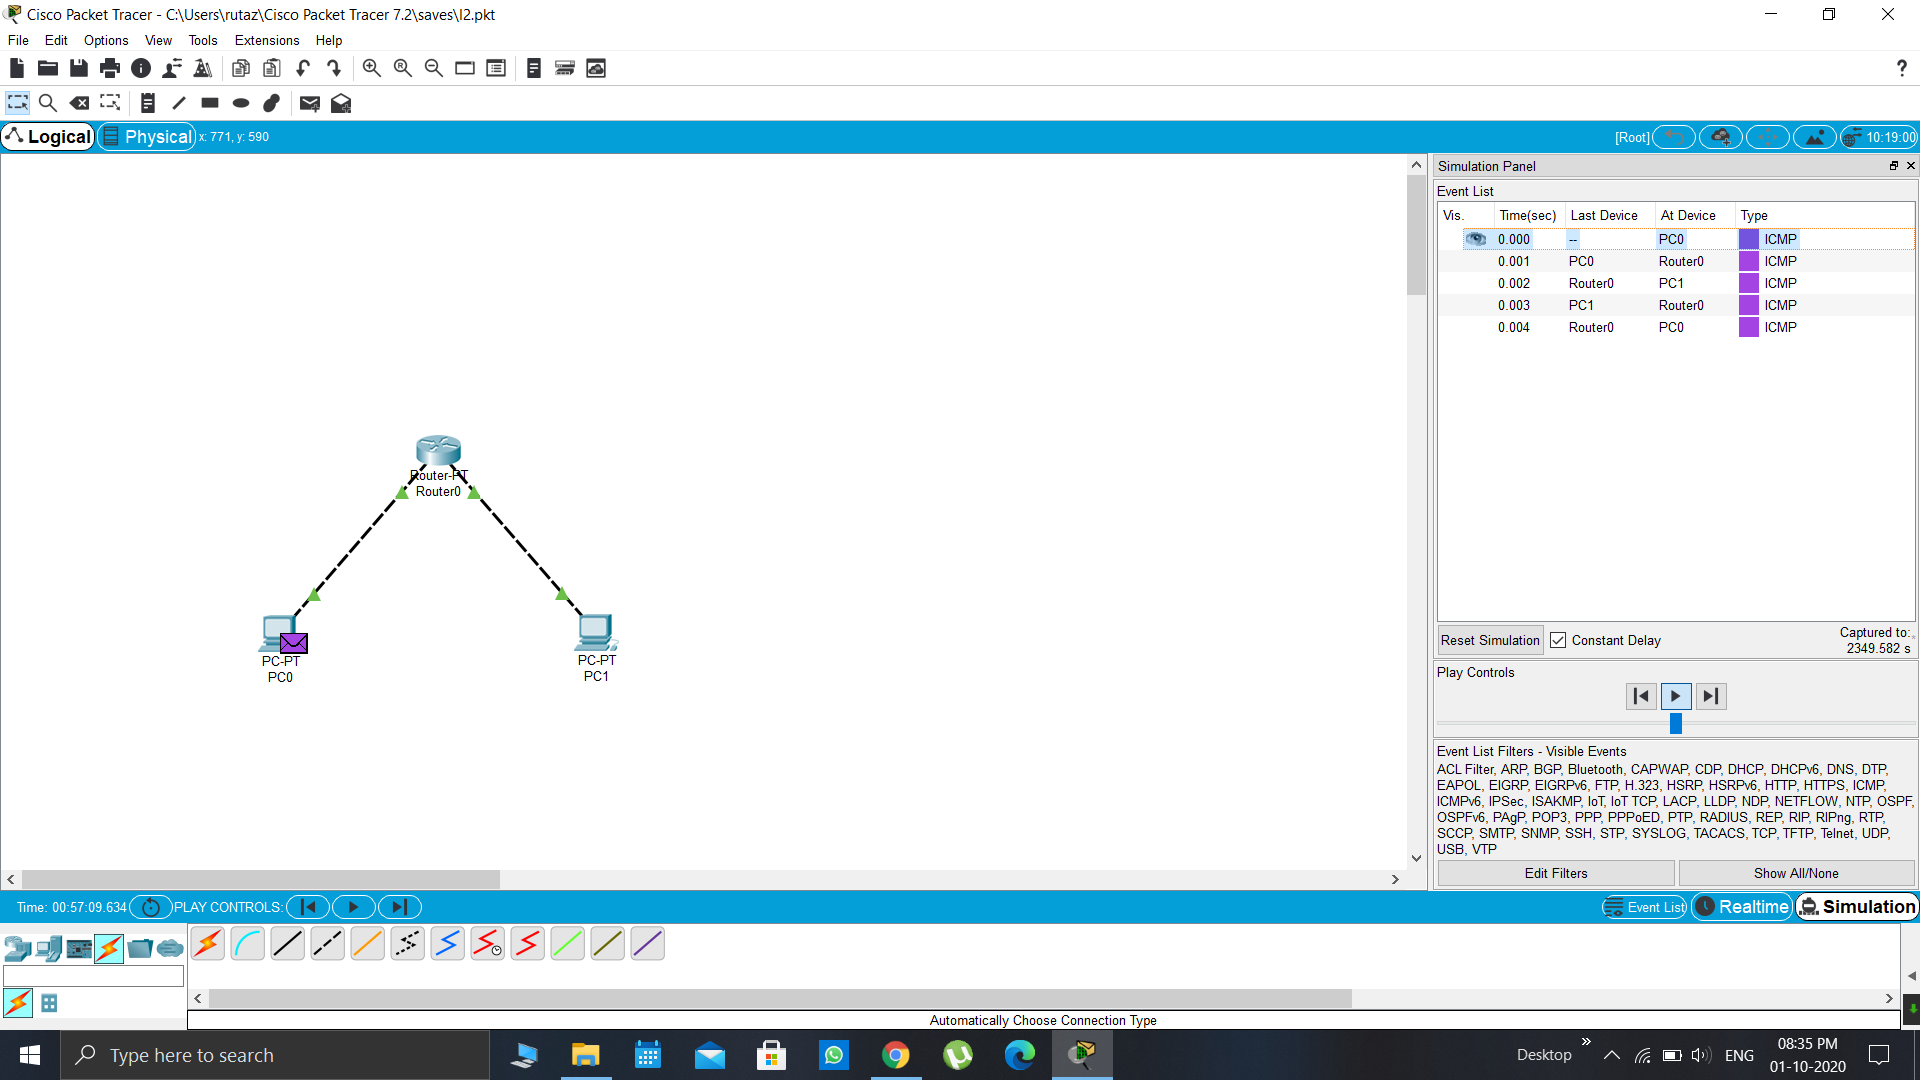 Cisco Packet Tracer - C:\Users\rutaz\Cisco Packet Tracer 7.2\saves\l2.pkt
File Edit Options View Tools Extensions Help
?
Logical Physical x: 771, y: 590 [Root] 10:19:00
Simulation Panel
Event List
Vis. Time(sec) Last Device At Device Type
0.000 -- PC0 ICMP
0.001 PC0 Router0 ICMP
0.002 Router0 PC1 ICMP
0.003 PC1 Router0 ICMP
0.004 Router0 PC0 ICMP
Router-PT
Router0
PC-PT
PC0
PC-PT
PC1
Reset Simulation Constant Delay Captured to:
2349.582 s
Play Controls
Event List Filters - Visible Events
ACL Filter, ARP, BGP, Bluetooth, CAPWAP, CDP, DHCP, DHCPv6, DNS, DTP,
EAPOL, EIGRP, EIGRPv6, FTP, H.323, HSRP, HSRPv6, HTTP, HTTPS, ICMP,
ICMPv6, IPSec, ISAKMP, IoT, IoT TCP, LACP, LLDP, NDP, NETFLOW, NTP, OSPF,
OSPFv6, PAgP, POP3, PPP, PPPoED, PTP, RADIUS, REP, RIP, RIPng, RTP,
SCCP, SMTP, SNMP, SSH, STP, SYSLOG, TACACS, TCP, TFTP, Telnet, UDP,
USB, VTP
Edit Filters Show All/None
Time: 00:57:09.634 PLAY CONTROLS: Event List Realtime Simulation
Automatically Choose Connection Type
Type here to search Desktop ENG 08:35 PM
01-10-2020